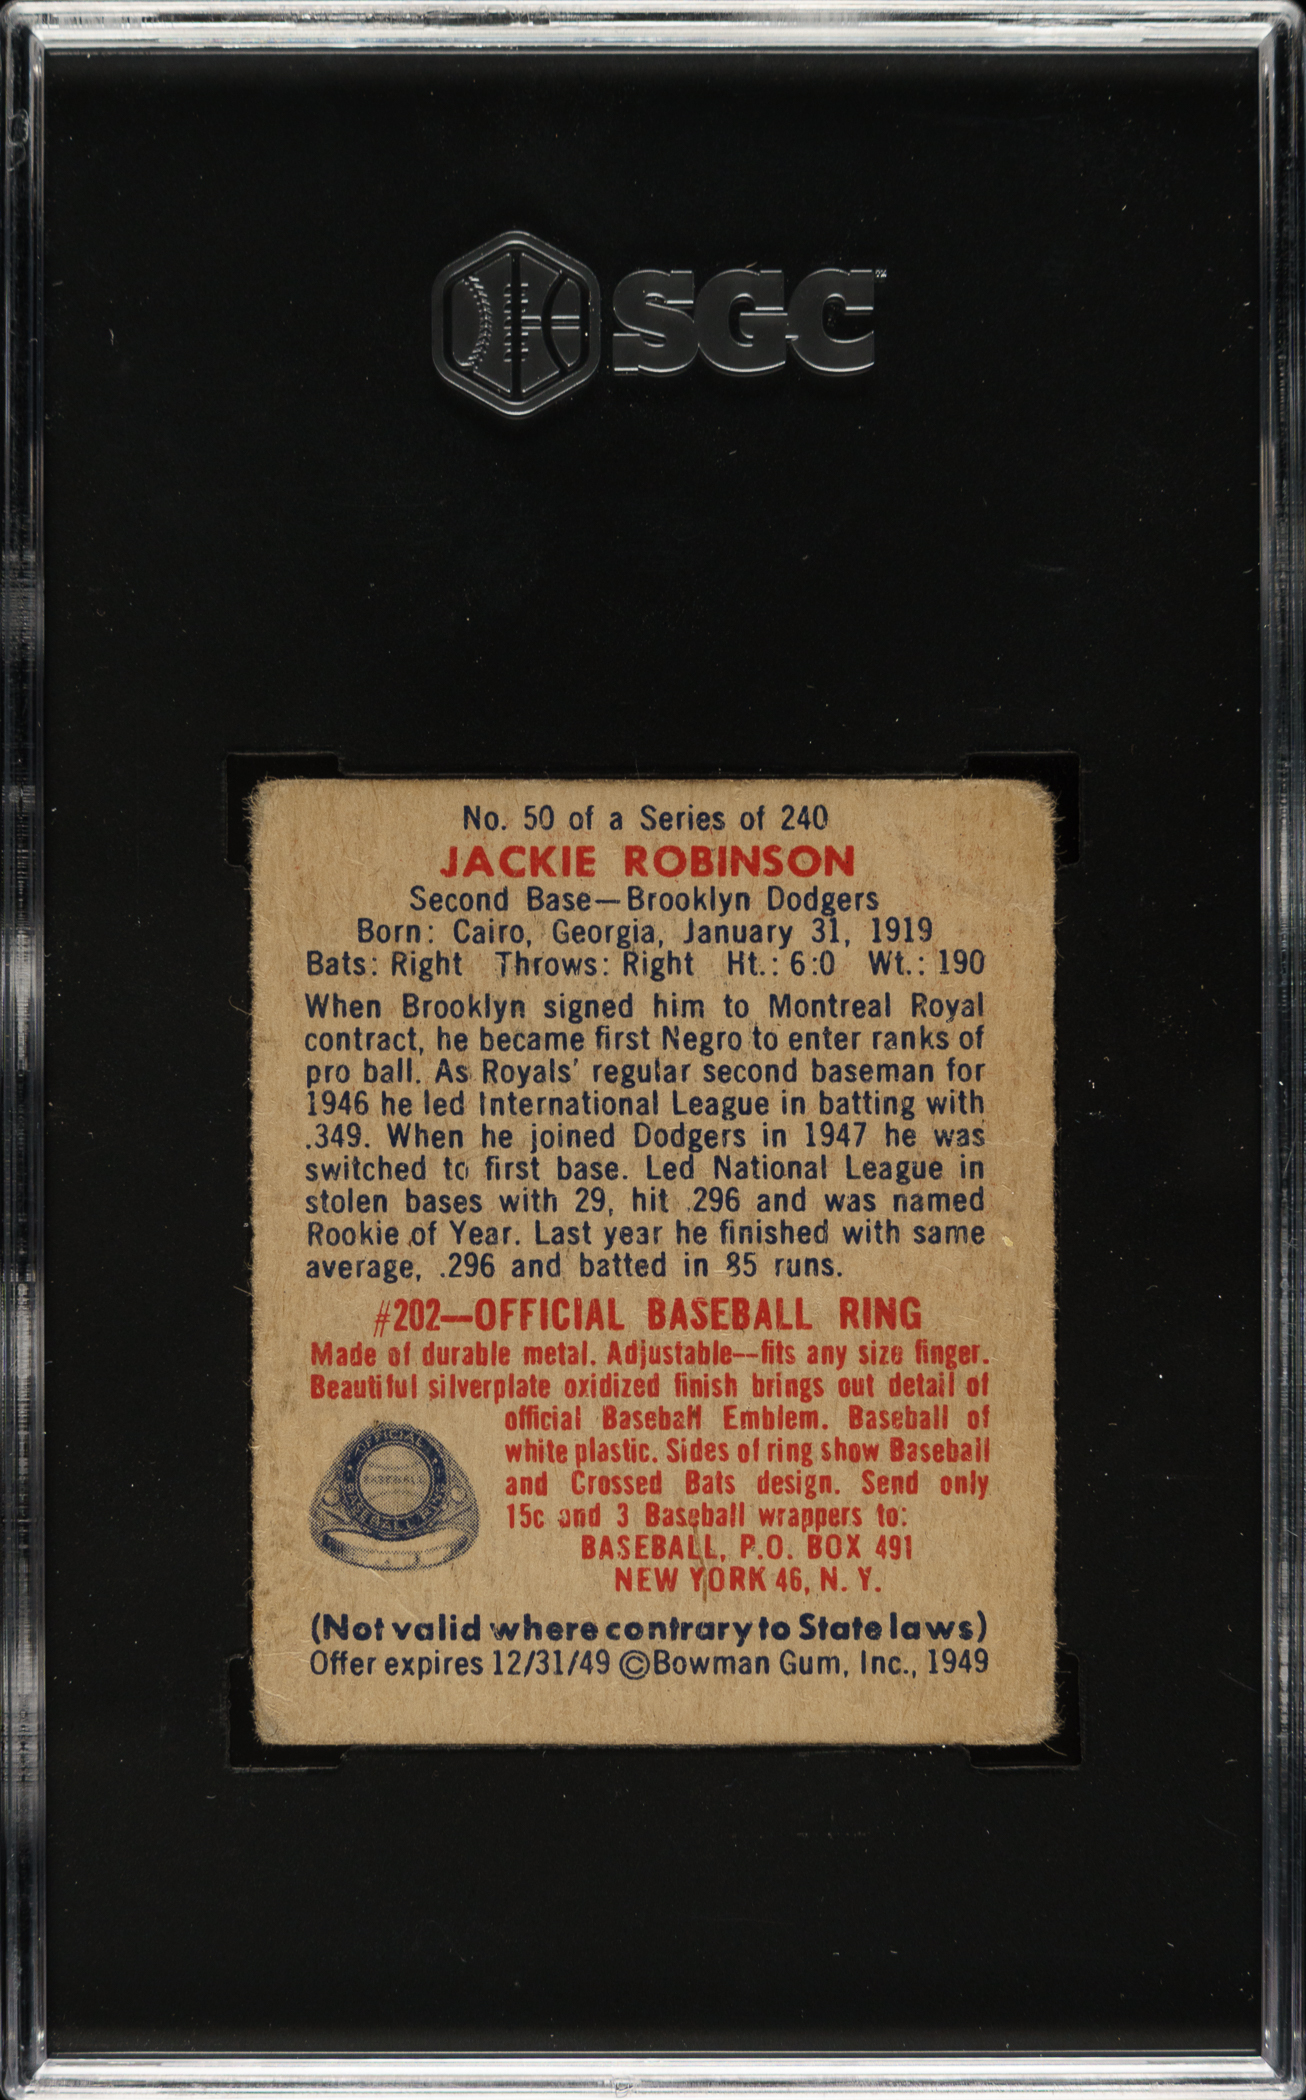 SGC
No. 50 of a Series of 240
JACKIE ROBINSON
Second Base—Brooklyn Dodgers
Born: Cairo, Georgia, January 31, 1919
Bats: Right Throws: Right Ht.: 6:0 Wt.: 190
When Brooklyn signed him to Montreal Royal
contract, he became first Negro to enter ranks of
pro ball. As Royals' regular second baseman for
1946 he led International League in batting with
.349. When he joined Dodgers in 1947 he was
switched to first base. Led National League in
stolen bases with 29, hit .296 and was named
Rookie of Year. Last year he finished with same
average, .296 and batted in 85 runs.
#202—OFFICIAL BASEBALL RING
Made of durable metal. Adjustable—fits any size finger.
Beautiful silverplate oxidized finish brings out detail of
official Baseball Emblem. Baseball of
white plastic. Sides of ring show Baseball
and Crossed Bats design. Send only
15c and 3 Baseball wrappers to:
BASEBALL, P.O. BOX 491
NEW YORK 46, N. Y.
OFFICIAL
BASEBALL
BASEBALL RING
(Not valid where contrary to State laws)
Offer expires 12/31/49 ©Bowman Gum, Inc., 1949